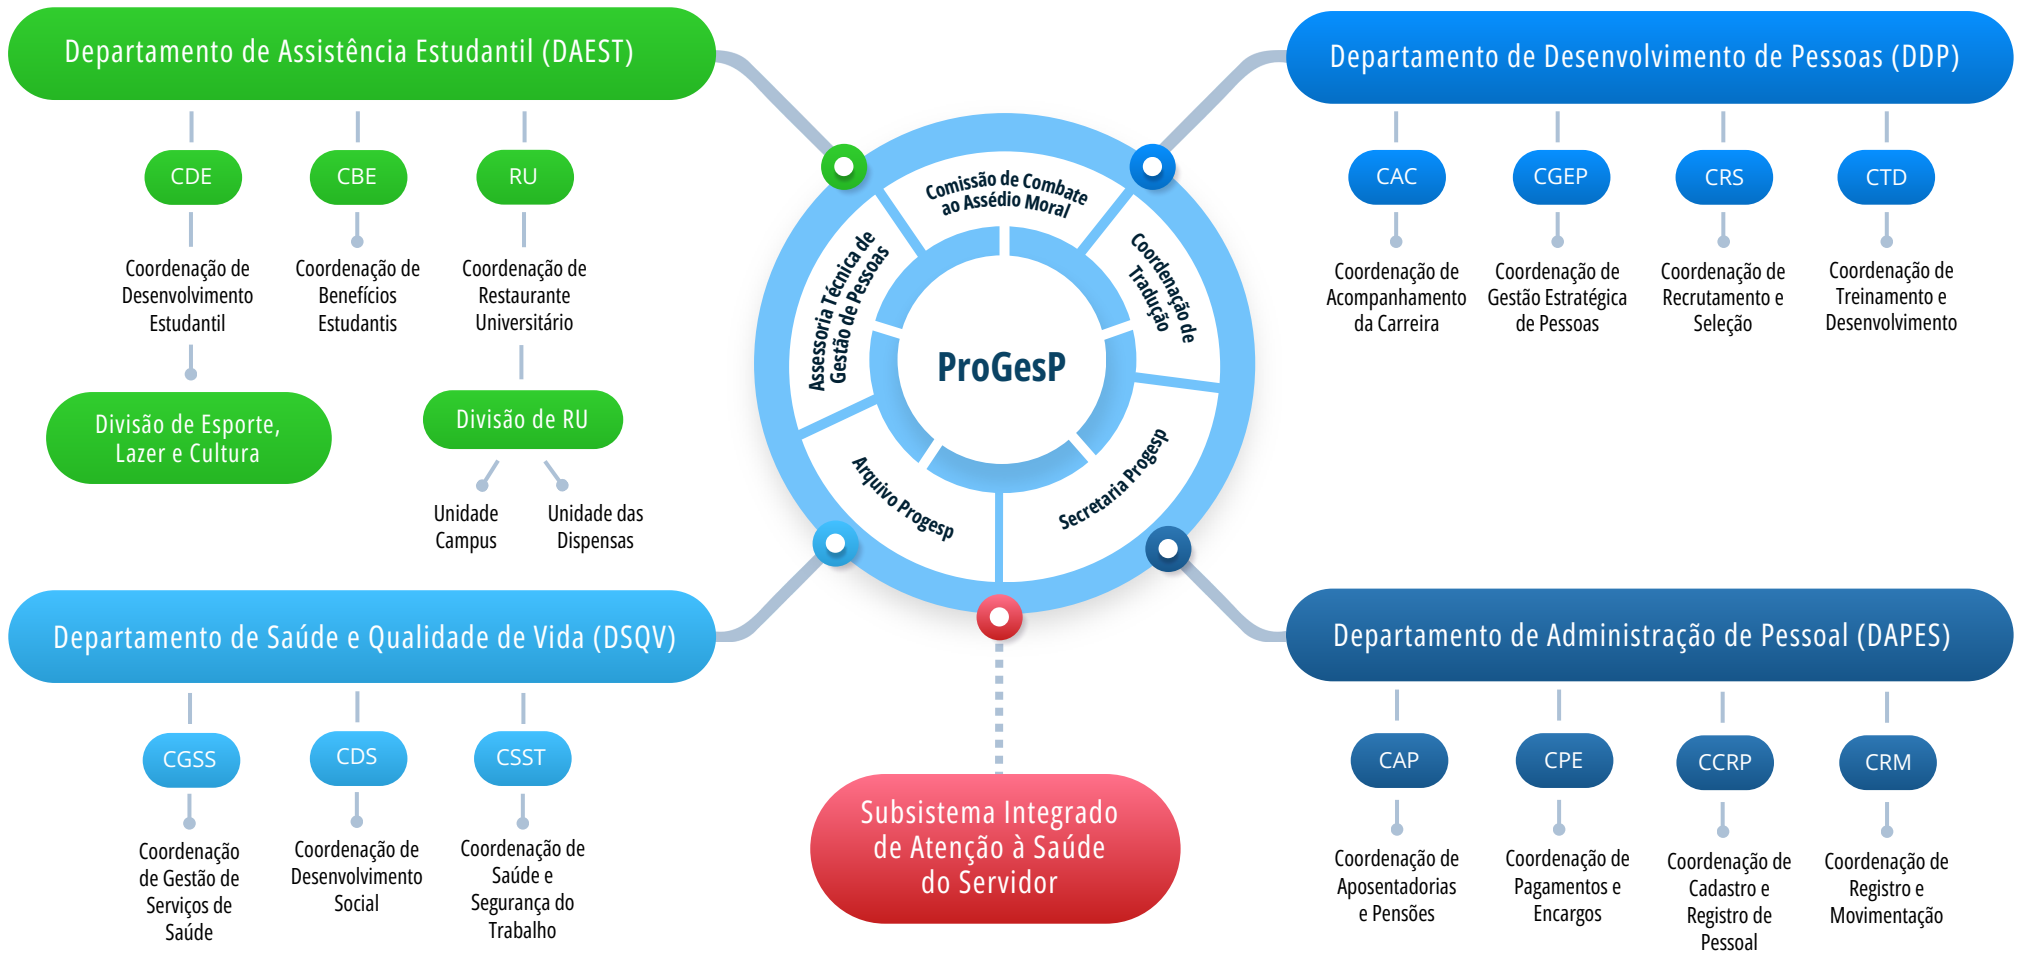 Departamento de Assistência Estudantil (DAEST)
CDE
Coordenação de
Desenvolvimento
Estudantil
Divisão de Esporte,
Lazer e Cultura
CBE
Coordenação de
Benefícios
Estudantis
RU
Coordenação de
Restaurante
Universitário
Divisão de RU
Unidade
Campus
Unidade das
Dispensas
Departamento de Desenvolvimento de Pessoas (DDP)
CAC
Coordenação de
Acompanhamento
da Carreira
CGEP
Coordenação de
Gestão Estratégica
de Pessoas
CRS
Coordenação de
Recrutamento e
Seleção
CTD
Coordenação de
Treinamento e
Desenvolvimento
ProGesP
Comissão de Combate
ao Assédio Moral
Coordenação de
Tradução
Secretaria Progesp
Arquivo Progesp
Assessoria Técnica de
Gestão de Pessoas
Departamento de Saúde e Qualidade de Vida (DSQV)
CGSS
Coordenação
de Gestão de
Serviços de
Saúde
CDS
Coordenação de
Desenvolvimento
Social
CSST
Coordenação de
Saúde e
Segurança do
Trabalho
Subsistema Integrado
de Atenção à Saúde
do Servidor
Departamento de Administração de Pessoal (DAPES)
CAP
Coordenação de
Aposentadorias
e Pensões
CPE
Coordenação de
Pagamentos e
Encargos
CCRP
Coordenação de
Cadastro e
Registro de
Pessoal
CRM
Coordenação de
Registro e
Movimentação